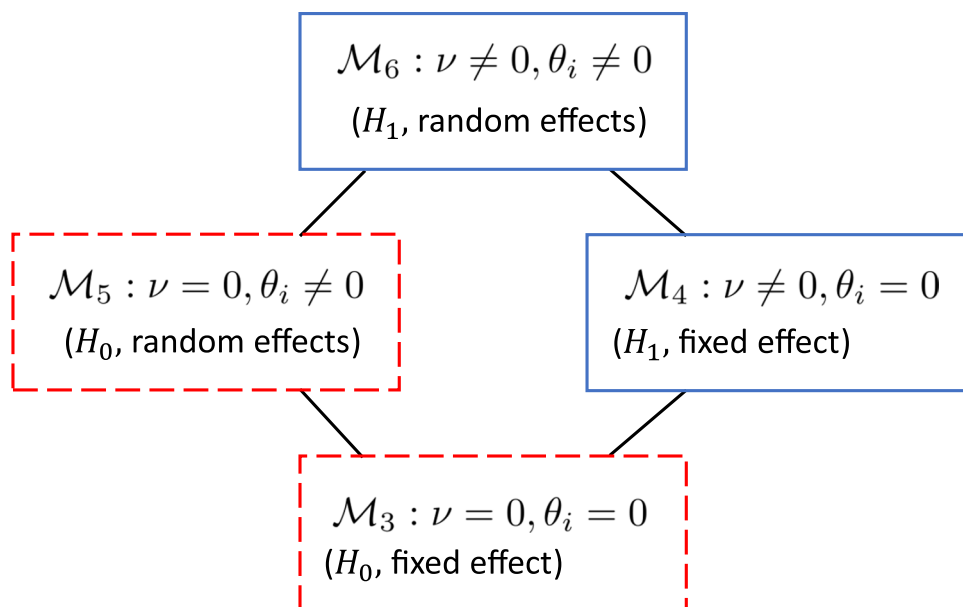 ℳ₆ : ν ≠ 0, θᵢ ≠ 0
(H₁, random effects)
ℳ₅ : ν = 0, θᵢ ≠ 0
(H₀, random effects)
ℳ₄ : ν ≠ 0, θᵢ = 0
(H₁, fixed effect)
ℳ₃ : ν = 0, θᵢ = 0
(H₀, fixed effect)